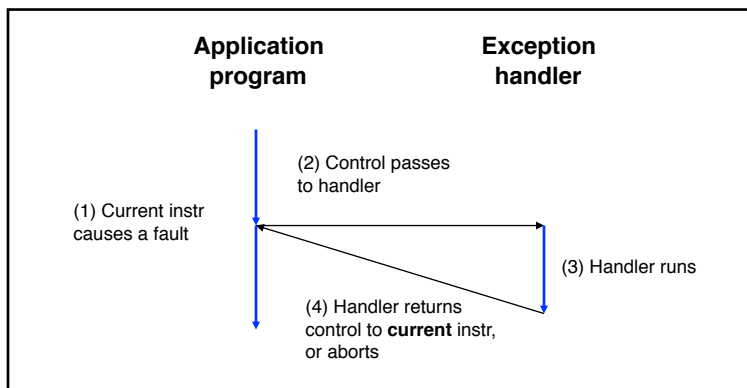 Application
program
Exception
handler
(2) Control passes
to handler
(1) Current instr
causes a fault
(3) Handler runs
(4) Handler returns
control to current instr,
or aborts